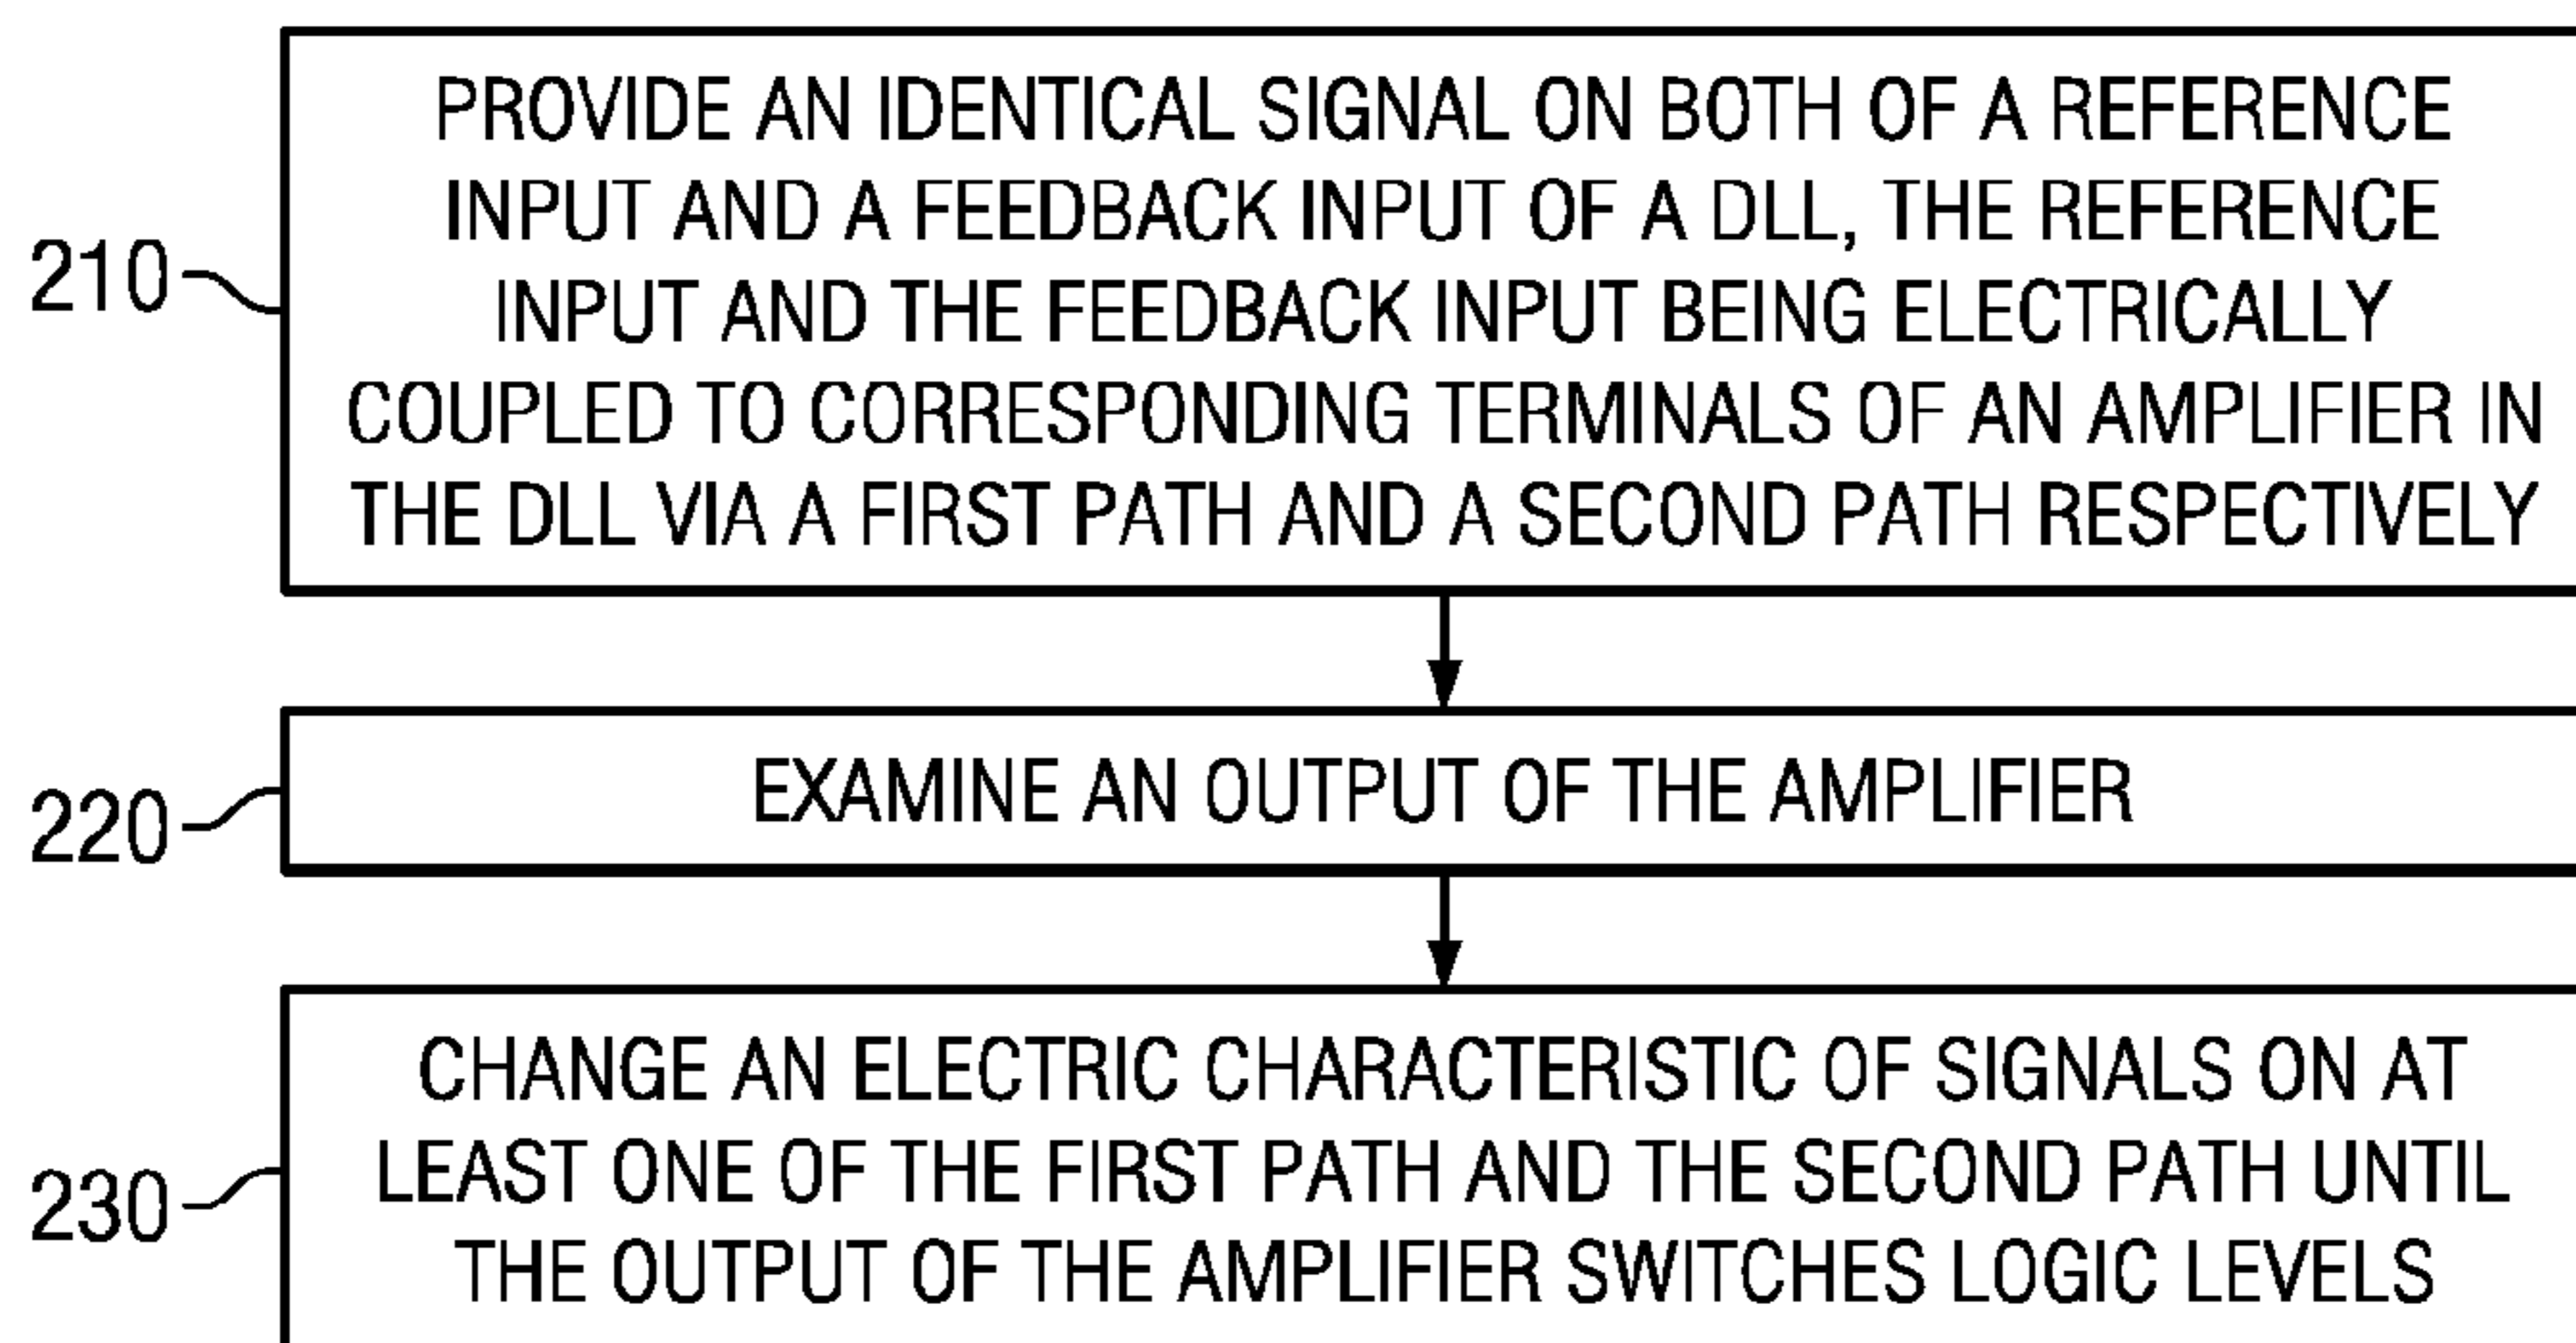 PROVIDE AN IDENTICAL SIGNAL ON BOTH OF A REFERENCE
INPUT AND A FEEDBACK INPUT OF A DLL, THE REFERENCE
INPUT AND THE FEEDBACK INPUT BEING ELECTRICALLY
COUPLED TO CORRESPONDING TERMINALS OF AN AMPLIFIER IN
THE DLL VIA A FIRST PATH AND A SECOND PATH RESPECTIVELY
210
EXAMINE AN OUTPUT OF THE AMPLIFIER
220
CHANGE AN ELECTRIC CHARACTERISTIC OF SIGNALS ON AT
LEAST ONE OF THE FIRST PATH AND THE SECOND PATH UNTIL
THE OUTPUT OF THE AMPLIFIER SWITCHES LOGIC LEVELS
230